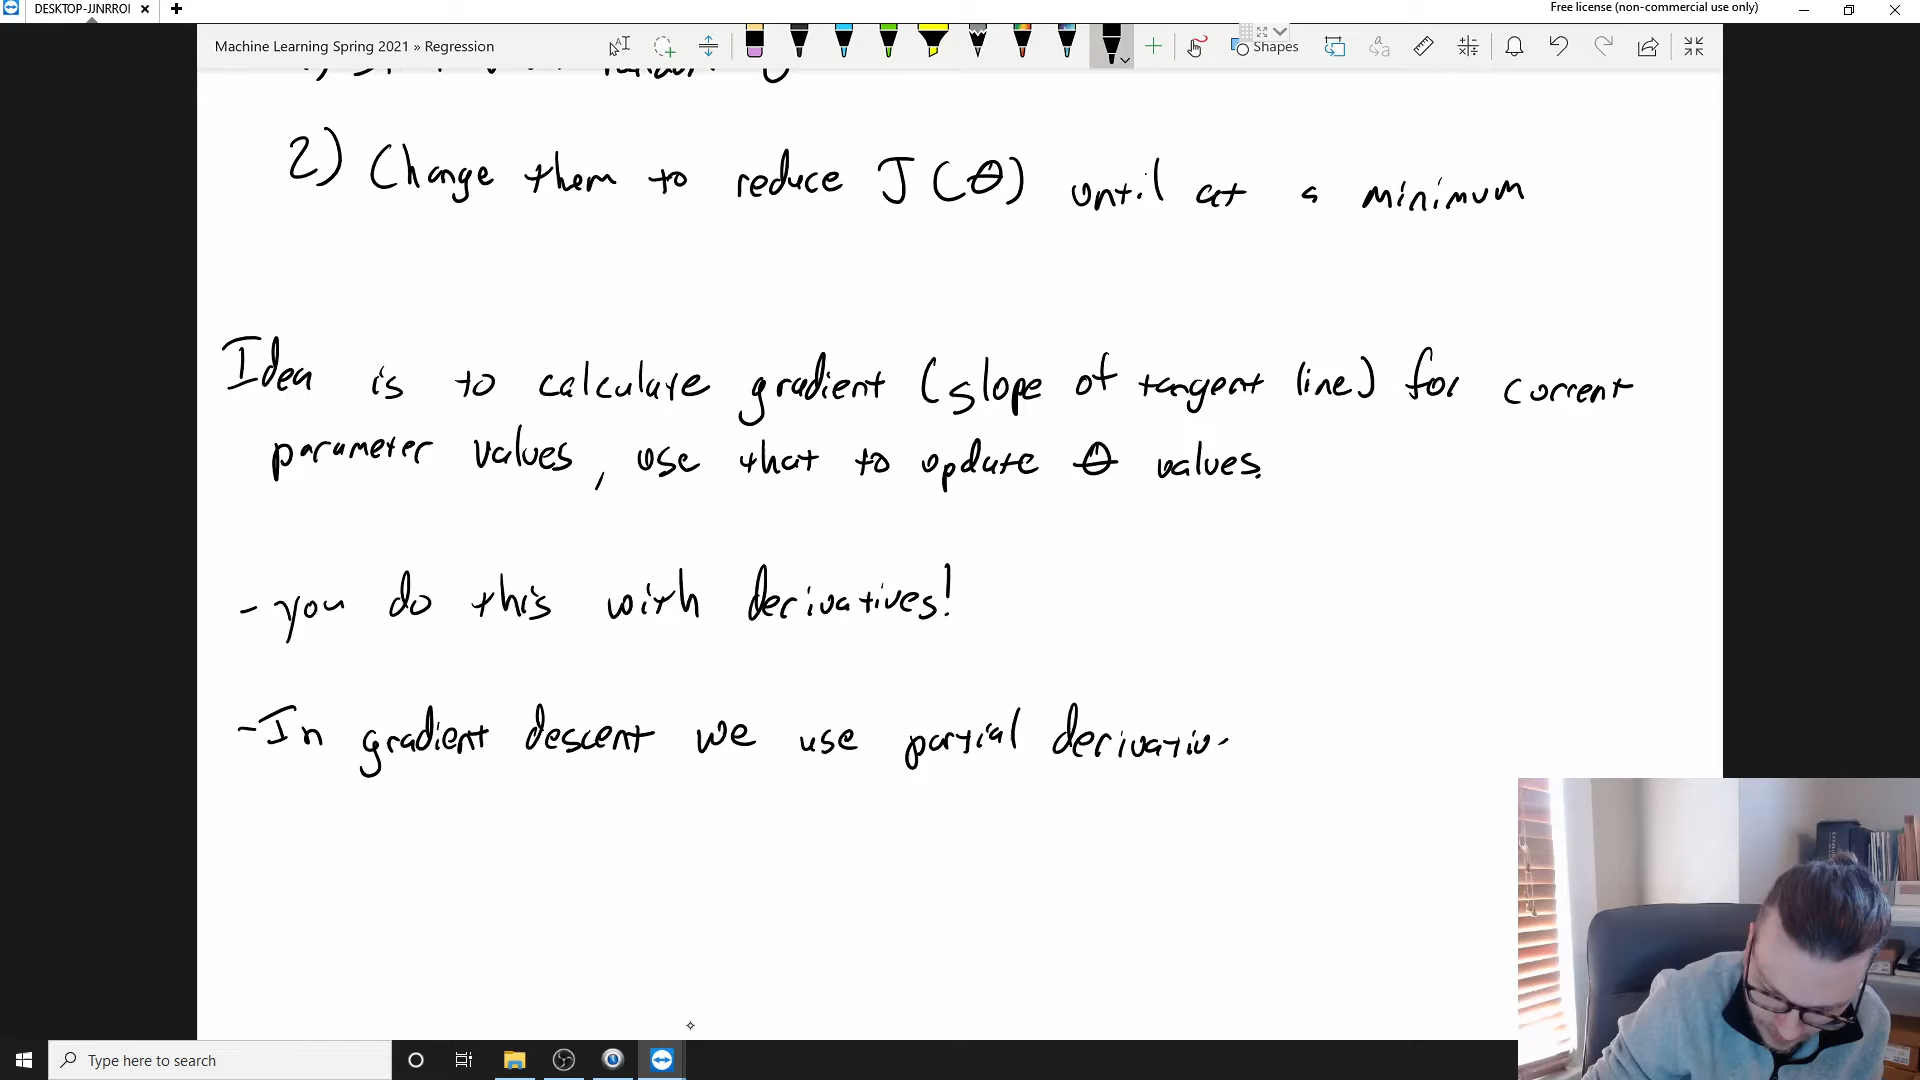 DESKTOP-JJNRROI
Free license (non-commercial use only)
Machine Learning Spring 2021 » Regression
Shapes
2) Change them to reduce J(θ) until at a minimum
Idea is to calculate gradient (slope of tangent line) for current
parameter values, use that to update θ values.
- you do this with derivatives!
- In gradient descent we use partial derivativ
Type here to search